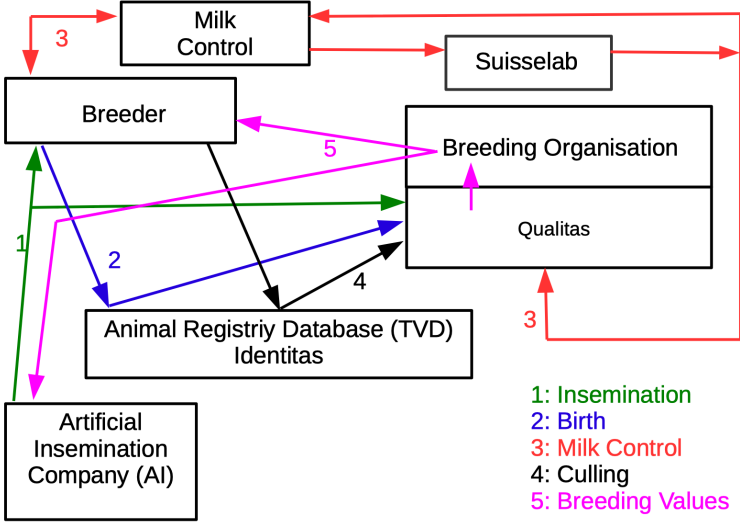 Milk
Control
3
Suisselab
Breeder
5
Breeding Organisation
Qualitas
1
2
4
3
Animal Registriy Database (TVD)
Identitas
Artificial
Insemination
Company (AI)
1: Insemination
2: Birth
3: Milk Control
4: Culling
5: Breeding Values